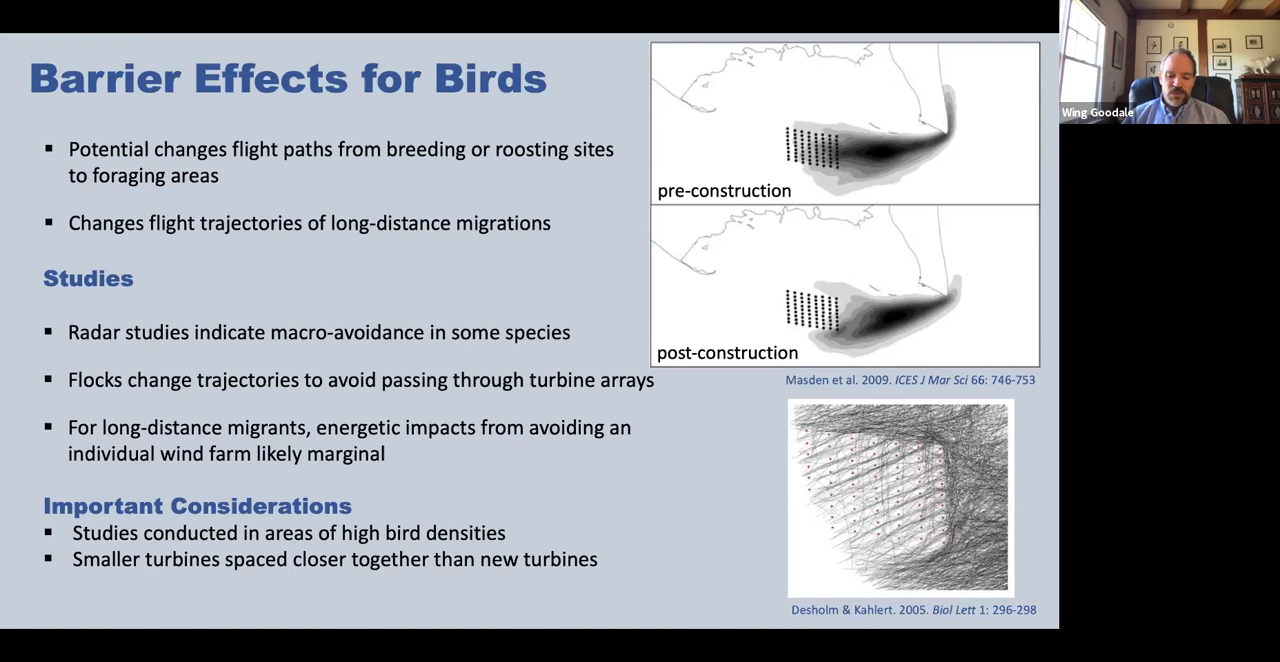 Barrier Effects for Birds
▪ Potential changes flight paths from breeding or roosting sites
to foraging areas
▪ Changes flight trajectories of long-distance migrations
Studies
▪ Radar studies indicate macro-avoidance in some species
▪ Flocks change trajectories to avoid passing through turbine arrays
▪ For long-distance migrants, energetic impacts from avoiding an
individual wind farm likely marginal
Important Considerations
▪ Studies conducted in areas of high bird densities
▪ Smaller turbines spaced closer together than new turbines
pre-construction
post-construction
Masden et al. 2009. ICES J Mar Sci 66: 746-753
Desholm & Kahlert. 2005. Biol Lett 1: 296-298
Wing Goodale